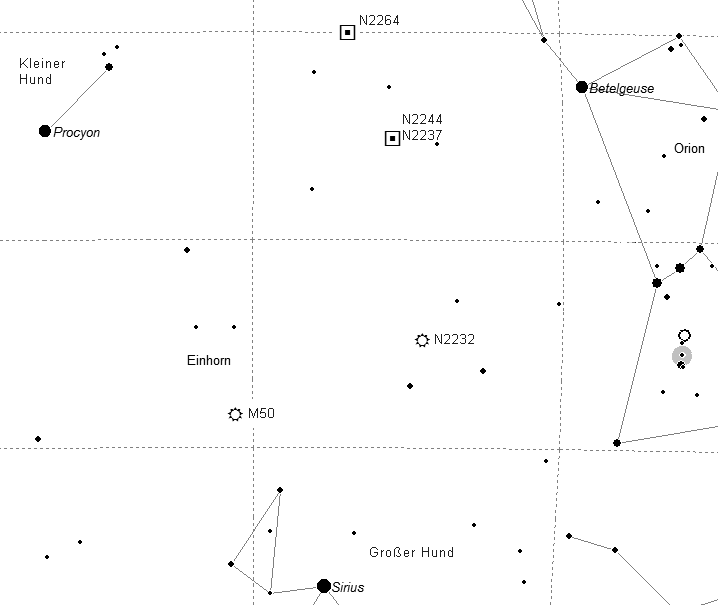 N2264
Kleiner
Hund
Betelgeuse
N2244
N2237
Procyon
Orion
N2232
Einhorn
M50
Großer Hund
Sirius